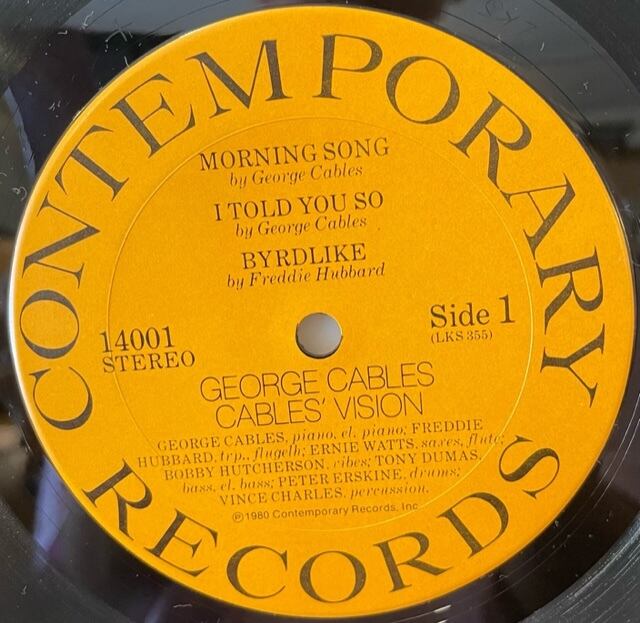 CONTEMPORARY
MORNING SONG
by George Cables
I TOLD YOU SO
by George Cables
BYRDLIKE
by Freddie Hubbard
14001
STEREO
Side 1
(LKS 355)
GEORGE CABLES
CABLES' VISION
GEORGE CABLES, piano, el. piano; FREDDIE
HUBBARD, trp., flugelh; ERNIE WATTS, saxes, flute;
BOBBY HUTCHERSON, vibes; TONY DUMAS,
bass, el. bass; PETER ERSKINE, drums;
VINCE CHARLES, percussion.
℗1980 Contemporary Records, Inc.
RECORDS